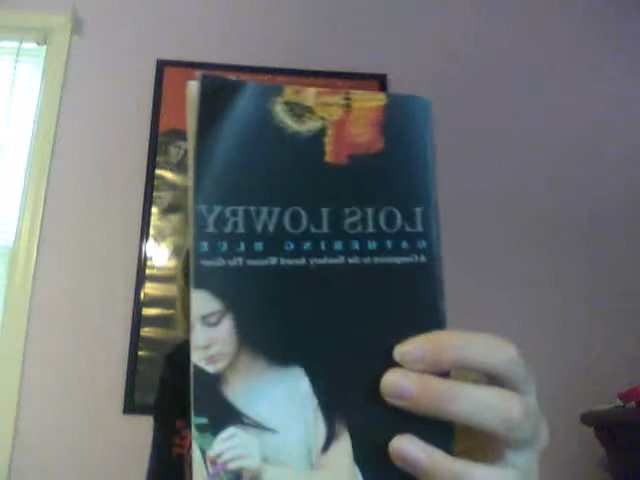 LOIS LOWRY
GATHERING BLUE
A Companion to the Newbery Award Winner The Giver